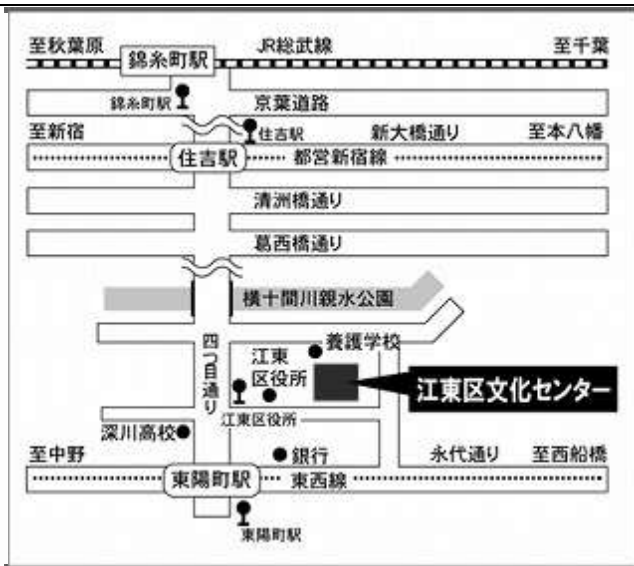 至秋葉原 JR総武線 至千葉
錦糸町駅
錦糸町駅 京葉道路
至新宿 住吉駅 新大橋通り 至本八幡
住吉駅 都営新宿線
清洲橋通り
葛西橋通り
横十間川親水公園
四つ目通り
養護学校
江東
区役所
江東区文化センター
江東区役所
深川高校
至中野 銀行 永代通り 至西船橋
東陽町駅 東西線
東陽町駅